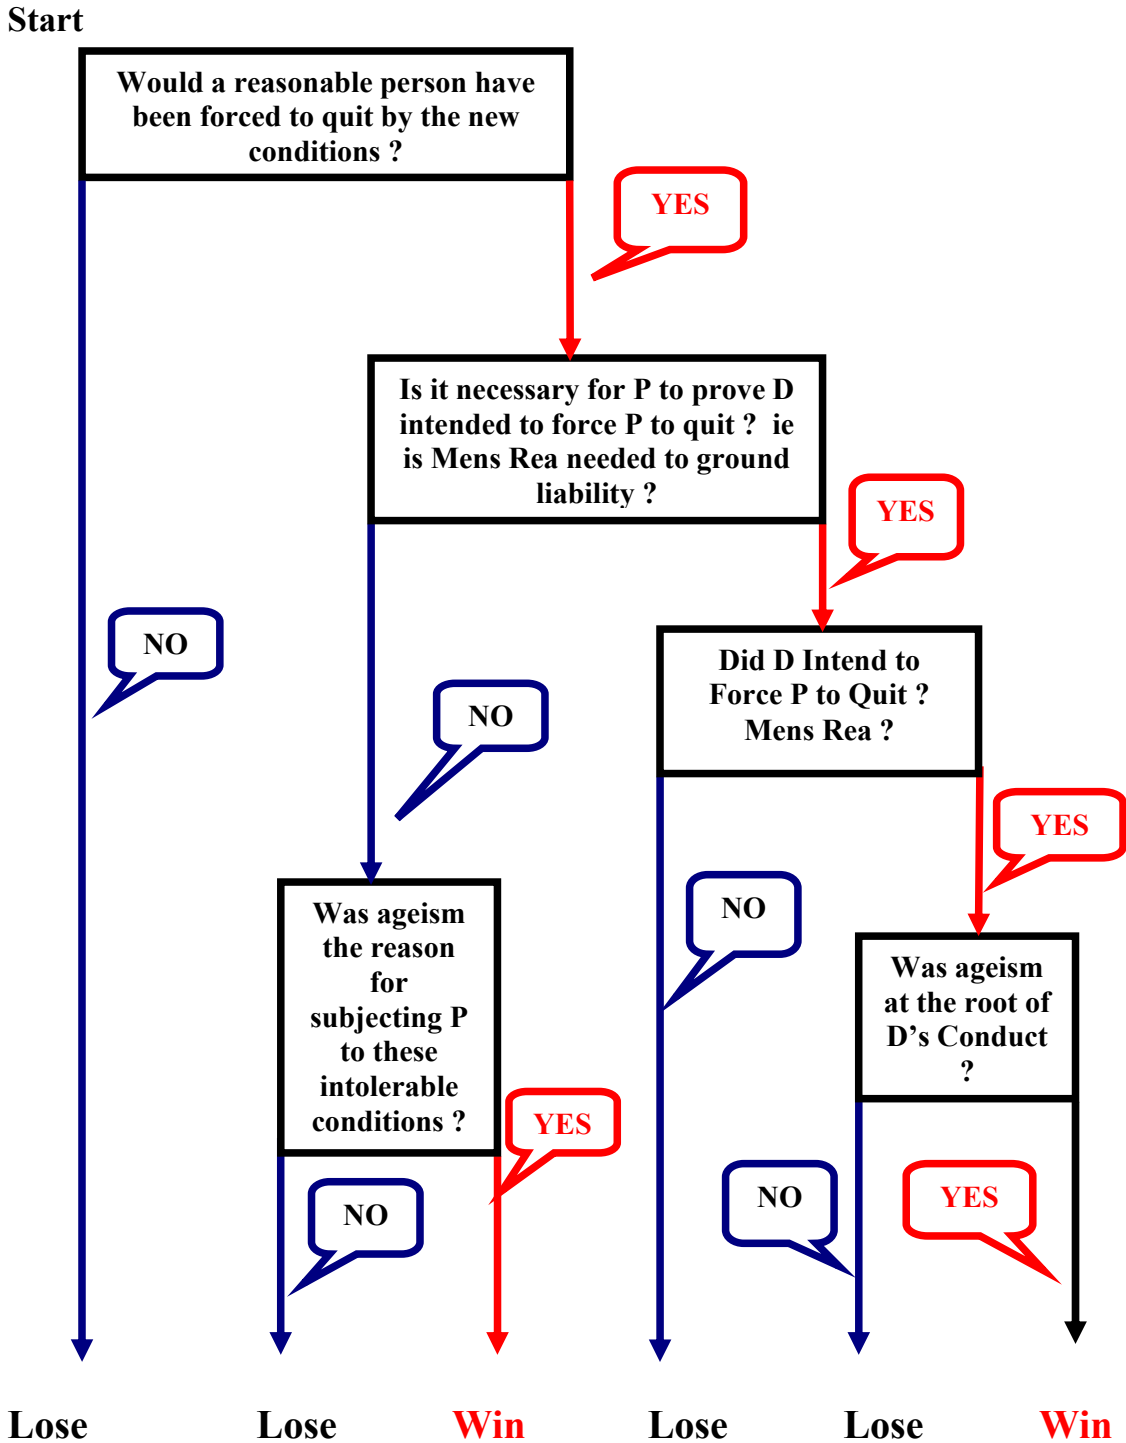 Start
Would a reasonable person have
been forced to quit by the new
conditions ?
YES
Is it necessary for P to prove D
intended to force P to quit ?  ie
is Mens Rea needed to ground
liability ?
YES
NO
NO
Did D Intend to
Force P to Quit ?
Mens Rea ?
YES
NO
Was ageism
the reason
for
subjecting P
to these
intolerable
conditions ?
YES
NO
Was ageism
at the root of
D’s Conduct
?
NO
YES
Lose Lose Win Lose Lose Win